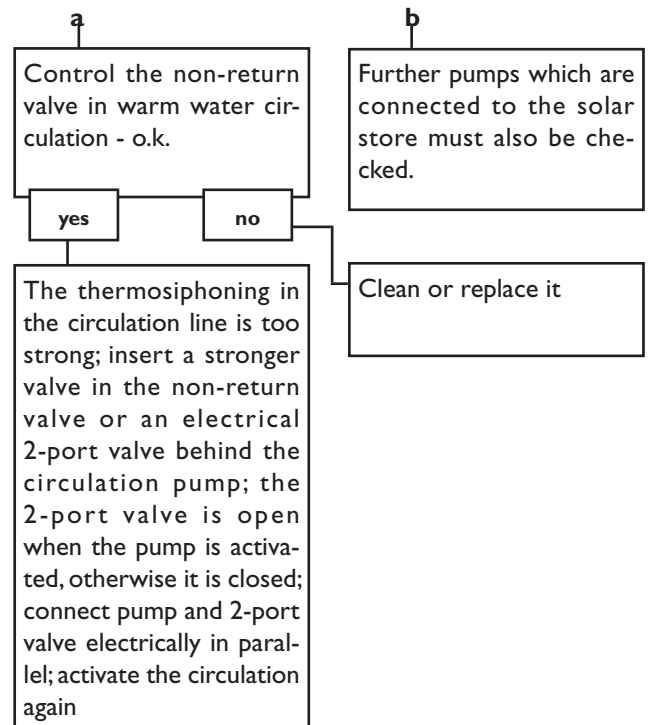 a
Control the non-return
valve in warm water cir-
culation - o.k.
yes
no
The thermosiphoning in
the circulation line is too
strong; insert a stronger
valve in the non-return
valve or an electrical
2-port valve behind the
circulation pump; the
2-port valve is open
when the pump is activa-
ted, otherwise it is closed;
connect pump and 2-port
valve electrically in paral-
lel; activate the circulation
again
b
Further pumps which are
connected to the solar
store must also be che-
cked.
Clean or replace it